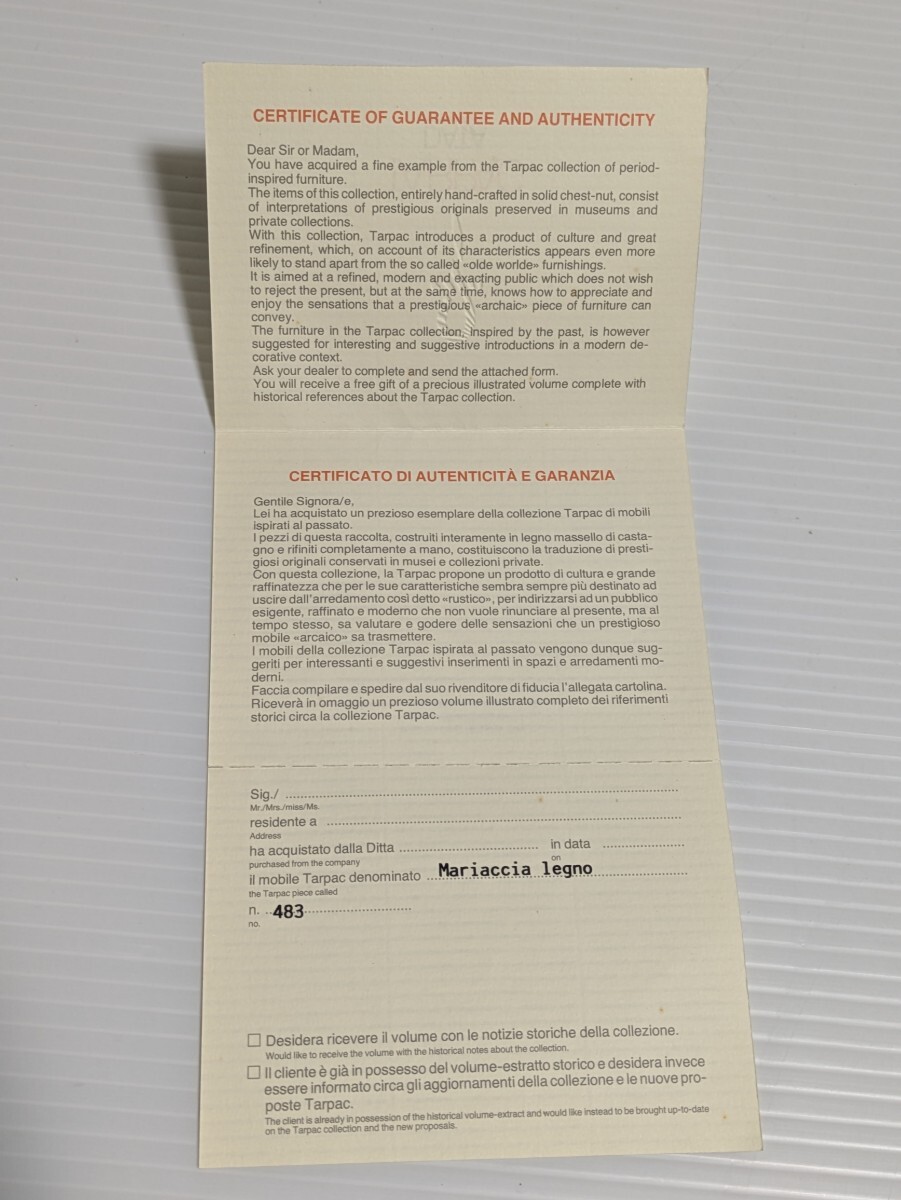 CERTIFICATE OF GUARANTEE AND AUTHENTICITY
Dear Sir or Madam,
You have acquired a fine example from the Tarpac collection of period-
inspired furniture.
The items of this collection, entirely hand-crafted in solid chest-nut, consist
of interpretations of prestigious originals preserved in museums and
private collections.
With this collection, Tarpac introduces a product of culture and great
refinement, which, on account of its characteristics appears even more
likely to stand apart from the so called «olde worlde» furnishings.
It is aimed at a refined, modern and exacting public which does not wish
to reject the present, but at the same time, knows how to appreciate and
enjoy the sensations that a prestigious «archaic» piece of furniture can
convey.
The furniture in the Tarpac collection, inspired by the past, is however
suggested for interesting and suggestive introductions in a modern de-
corative context.
Ask your dealer to complete and send the attached form.
You will receive a free gift of a precious illustrated volume complete with
historical references about the Tarpac collection.
CERTIFICATO DI AUTENTICITÀ E GARANZIA
Gentile Signora/e,
Lei ha acquistato un prezioso esemplare della collezione Tarpac di mobili
ispirati al passato.
I pezzi di questa raccolta, costruiti interamente in legno massello di casta-
gno e rifiniti completamente a mano, costituiscono la traduzione di presti-
giosi originali conservati in musei e collezioni private.
Con questa collezione, la Tarpac propone un prodotto di cultura e grande
raffinatezza che per le sue caratteristiche sembra sempre più destinato ad
uscire dall'arredamento così detto «rustico», per indirizzarsi ad un pubblico
esigente, raffinato e moderno che non vuole rinunciare al presente, ma al
tempo stesso, sa valutare e godere delle sensazioni che un prestigioso
mobile «arcaico» sa trasmettere.
I mobili della collezione Tarpac ispirata al passato vengono dunque sug-
geriti per interessanti e suggestivi inserimenti in spazi e arredamenti mo-
derni.
Faccia compilare e spedire dal suo rivenditore di fiducia l'allegata cartolina.
Riceverà in omaggio un prezioso volume illustrato completo dei riferimenti
storici circa la collezione Tarpac.
Sig./
Mr./Mrs./miss/Ms.
residente a
Address
ha acquistato dalla Ditta in data
purchased from the company on
il mobile Tarpac denominato Mariaccia legno
the Tarpac piece called
n. 483
no.
Desidera ricevere il volume con le notizie storiche della collezione.
Would like to receive the volume with the historical notes about the collection.
Il cliente è già in possesso del volume-estratto storico e desidera invece
essere informato circa gli aggiornamenti della collezione e le nuove pro-
poste Tarpac.
The client is already in possession of the historical volume-extract and would like instead to be brought up-to-date
on the Tarpac collection and the new proposals.